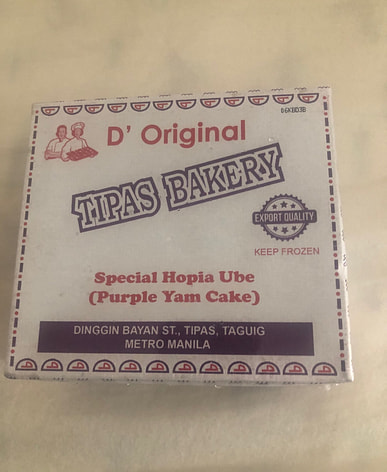 06KBD3B
D' Original
TIPAS BAKERY
EXPORT QUALITY
KEEP FROZEN
Special Hopia Ube
(Purple Yam Cake)
DINGGIN BAYAN ST., TIPAS, TAGUIG
METRO MANILA